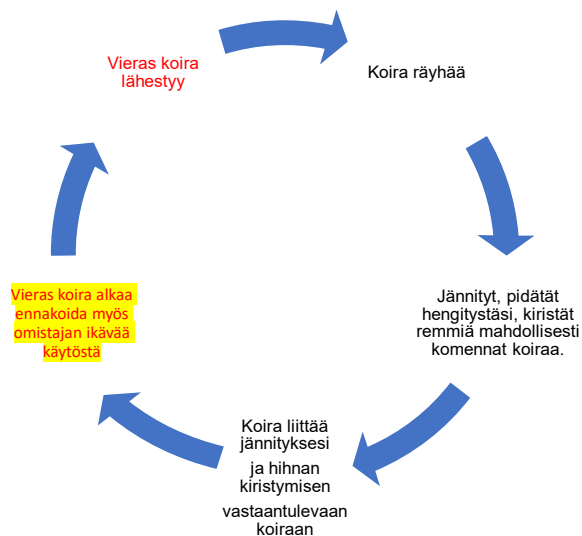 Vieras koira
lähestyy
Koira räyhää
Jännityt, pidätät
hengitystäsi, kiristät
remmiä mahdollisesti
komennat koiraa.
Koira liittää
jännityksesi
ja hihnan
kiristymisen
vastaantulevaan
koiraan
Vieras koira alkaa
ennakoida myös
omistajan ikävää
käytöstä